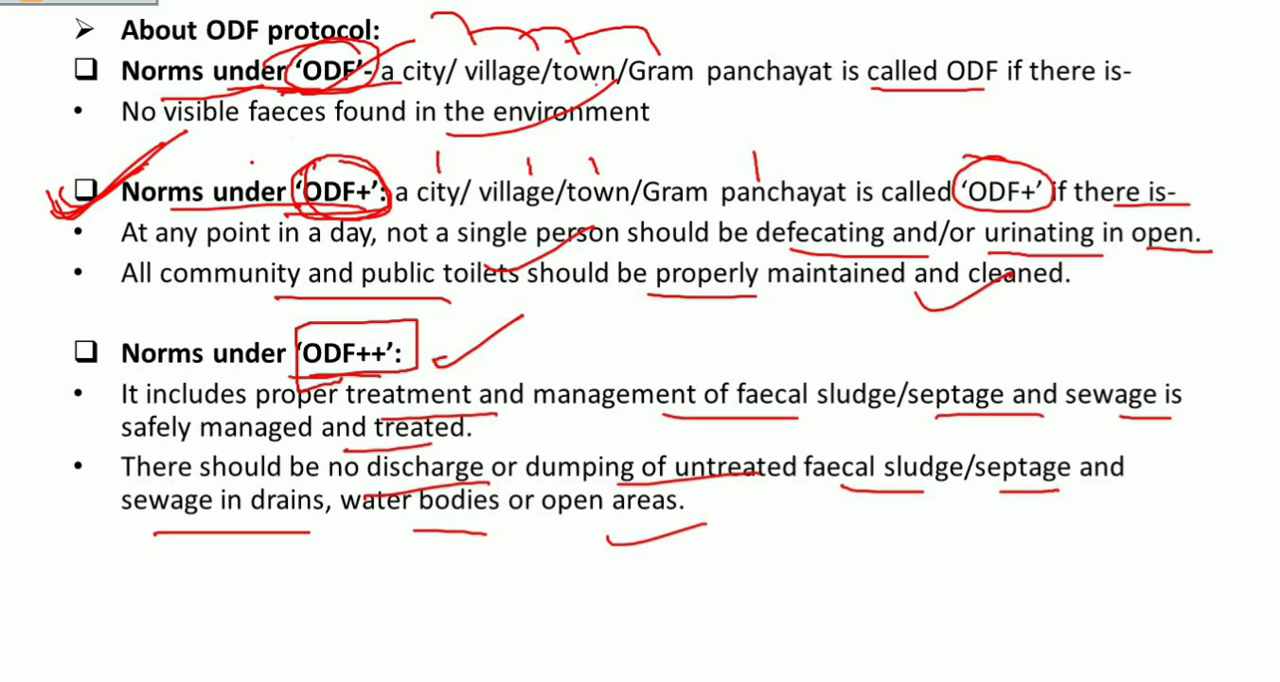 ➤ About ODF protocol:
❑ Norms under ‘ODF’- a city/ village/town/Gram panchayat is called ODF if there is-
• No visible faeces found in the environment
❑ Norms under ‘ODF+’: a city/ village/town/Gram panchayat is called ‘ODF+’ if there is-
• At any point in a day, not a single person should be defecating and/or urinating in open.
• All community and public toilets should be properly maintained and cleaned.
❑ Norms under ‘ODF++’:
• It includes proper treatment and management of faecal sludge/septage and sewage is
safely managed and treated.
• There should be no discharge or dumping of untreated faecal sludge/septage and
sewage in drains, water bodies or open areas.